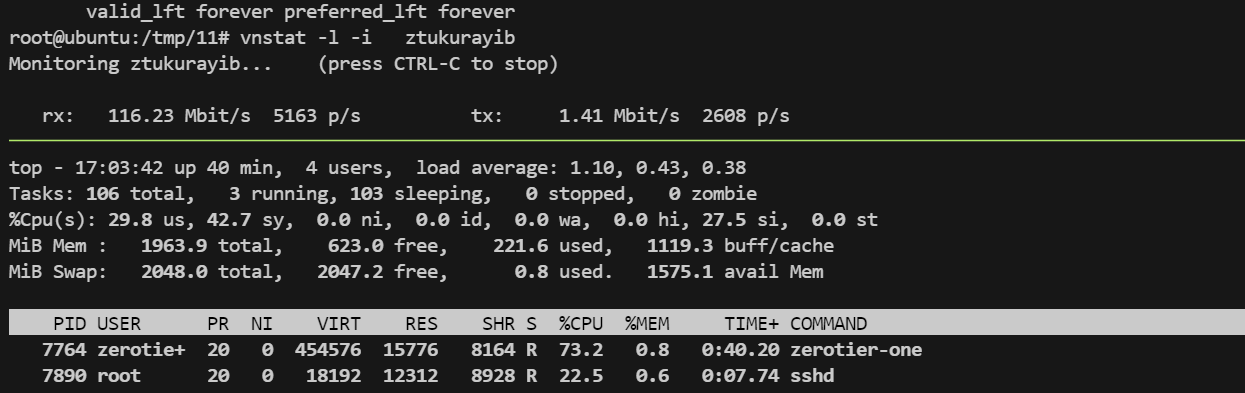 valid_lft forever preferred_lft forever
root@ubuntu:/tmp/11# vnstat -l -i   ztukurayib
Monitoring ztukurayib...    (press CTRL-C to stop)
rx:   116.23 Mbit/s  5163 p/s          tx:     1.41 Mbit/s  2608 p/s
top - 17:03:42 up 40 min,  4 users,  load average: 1.10, 0.43, 0.38
Tasks: 106 total,   3 running, 103 sleeping,   0 stopped,   0 zombie
%Cpu(s): 29.8 us, 42.7 sy,  0.0 ni,  0.0 id,  0.0 wa,  0.0 hi, 27.5 si,  0.0 st
MiB Mem :   1963.9 total,    623.0 free,    221.6 used,   1119.3 buff/cache
MiB Swap:   2048.0 total,   2047.2 free,      0.8 used.   1575.1 avail Mem
PID USER      PR  NI    VIRT    RES    SHR S  %CPU  %MEM     TIME+ COMMAND
7764 zerotie+  20   0  454576  15776   8164 R  73.2   0.8   0:40.20 zerotier-one
7890 root      20   0   18192  12312   8928 R  22.5   0.6   0:07.74 sshd